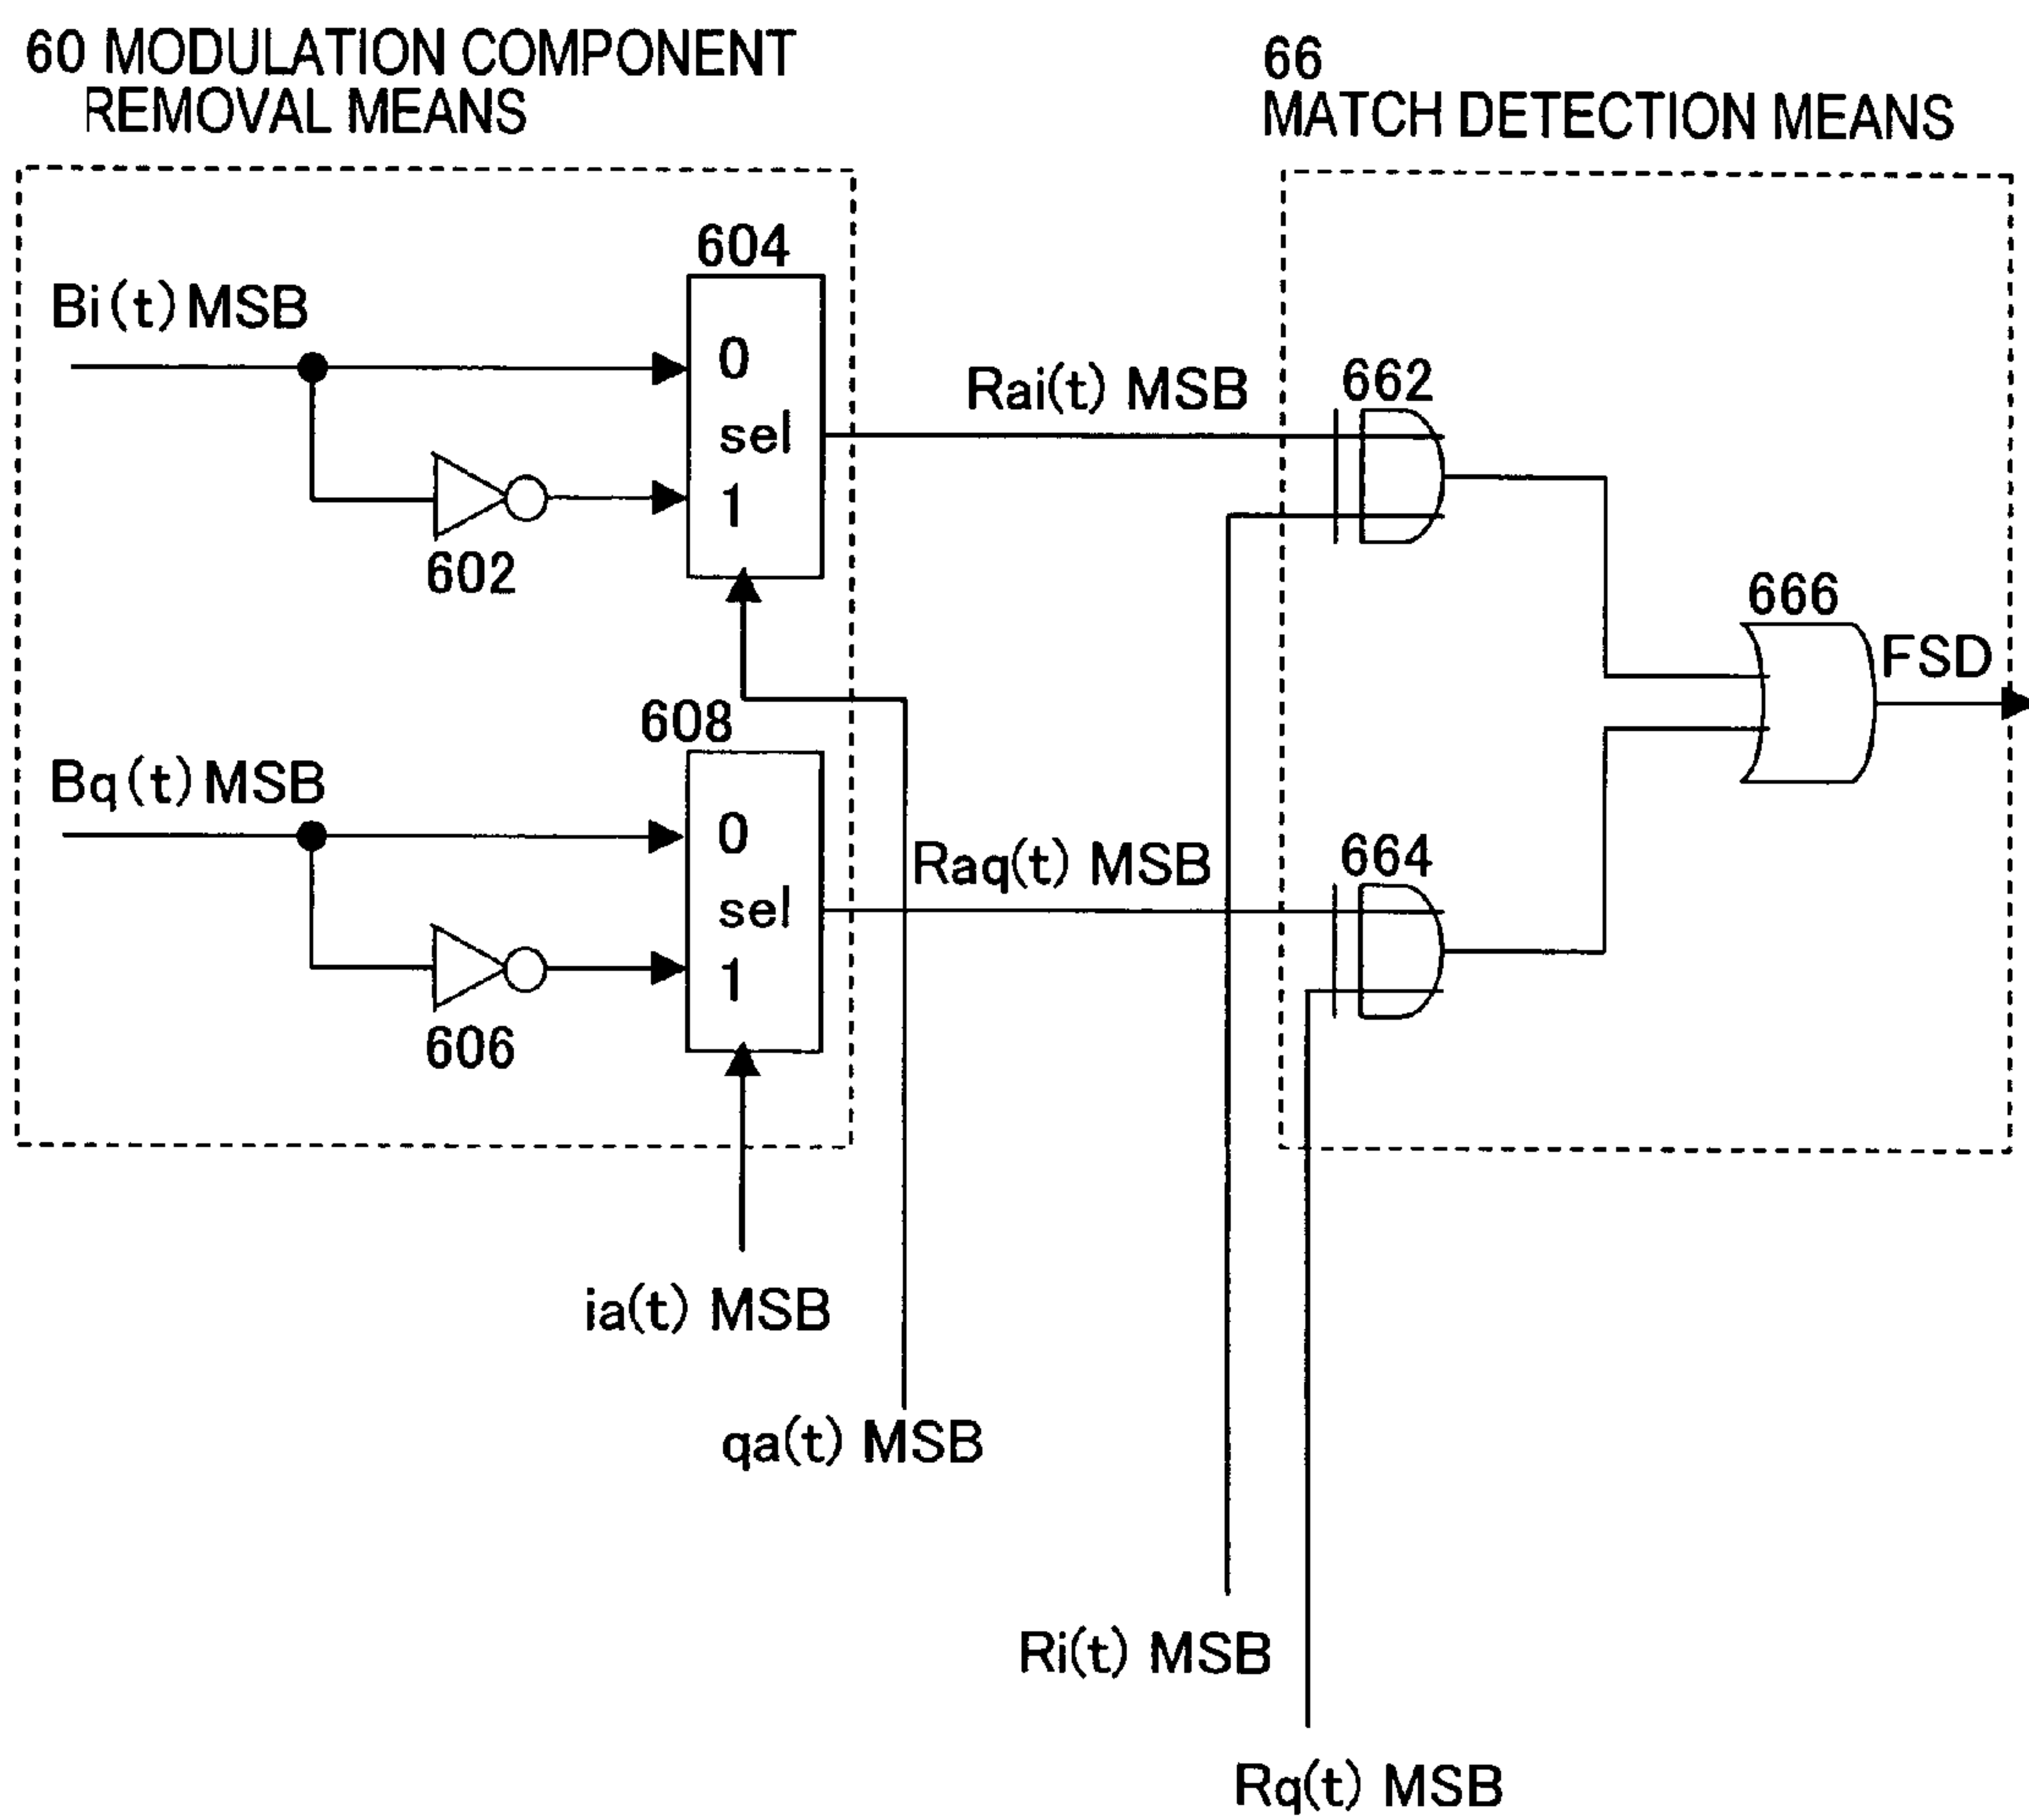 60 MODULATION COMPONENT
REMOVAL MEANS
66
MATCH DETECTION MEANS
604
Bi(t) MSB
0
sel
1
602
Rai(t) MSB
662
666
FSD
608
Bq(t) MSB
0
sel
1
606
Raq(t) MSB
664
ia(t) MSB
qa(t) MSB
Ri(t) MSB
Rq(t) MSB